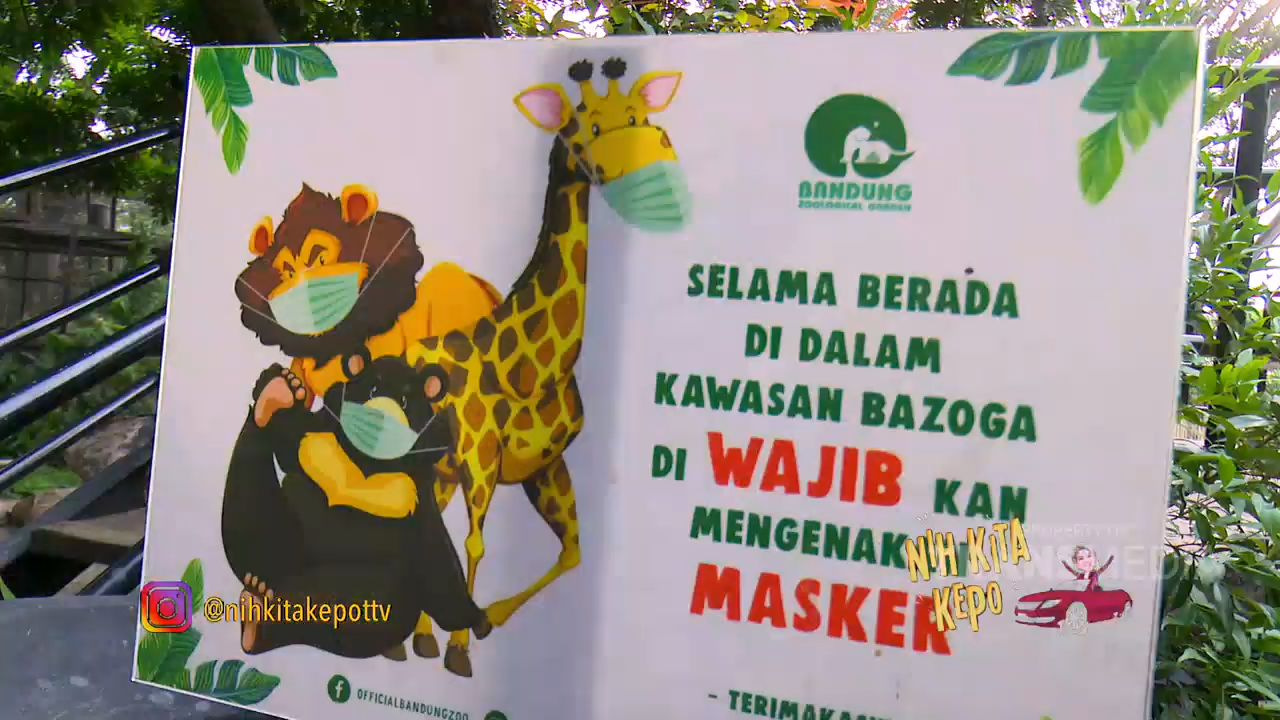 BANDUNG
ZOOLOGICAL GARDEN
SELAMA BERADA
DI DALAM
KAWASAN BAZOGA
DI WAJIB KAN
MENGENAK
MASKER
- TERIMAKASI
NIH KITA
KEPO
@nihkitakepottv
OFFICIALBANDUNGZOO